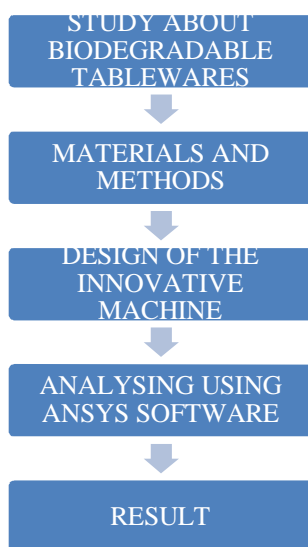 STUDY ABOUT
BIODEGRADABLE
TABLEWARES
MATERIALS AND
METHODS
DESIGN OF THE
INNOVATIVE
MACHINE
ANALYSING USING
ANSYS SOFTWARE
RESULT